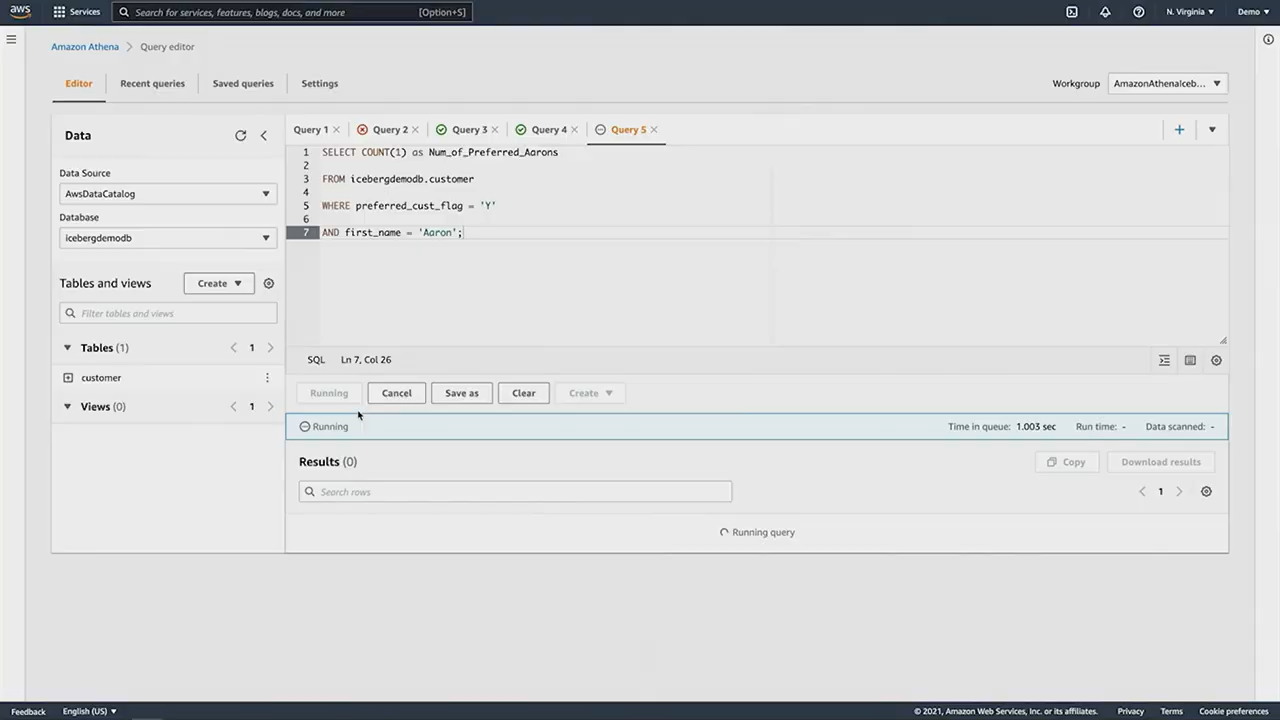 aws Services Search for services, features, blogs, docs, and more [Option+S] N. Virginia Demo
Amazon Athena Query editor
Editor Recent queries Saved queries Settings Workgroup AmazonAthenaIceb...
Data
Data Source
AwsDataCatalog
Database
icebergdemodb
Tables and views Create
Filter tables and views
Tables (1) 1
customer
Views (0) 1
Query 1 Query 2 Query 3 Query 4 Query 5
1 SELECT COUNT(1) as Num_of_Preferred_Aarons
2
3 FROM icebergdemodb.customer
4
5 WHERE preferred_cust_flag = 'Y'
6
7 AND first_name = 'Aaron';
SQL Ln 7, Col 26
Running Cancel Save as Clear Create
Running Time in queue: 1.003 sec Run time: - Data scanned: -
Results (0) Copy Download results
Search rows 1
Running query
Feedback English (US) © 2021, Amazon Web Services, Inc. or its affiliates. Privacy Terms Cookie preferences